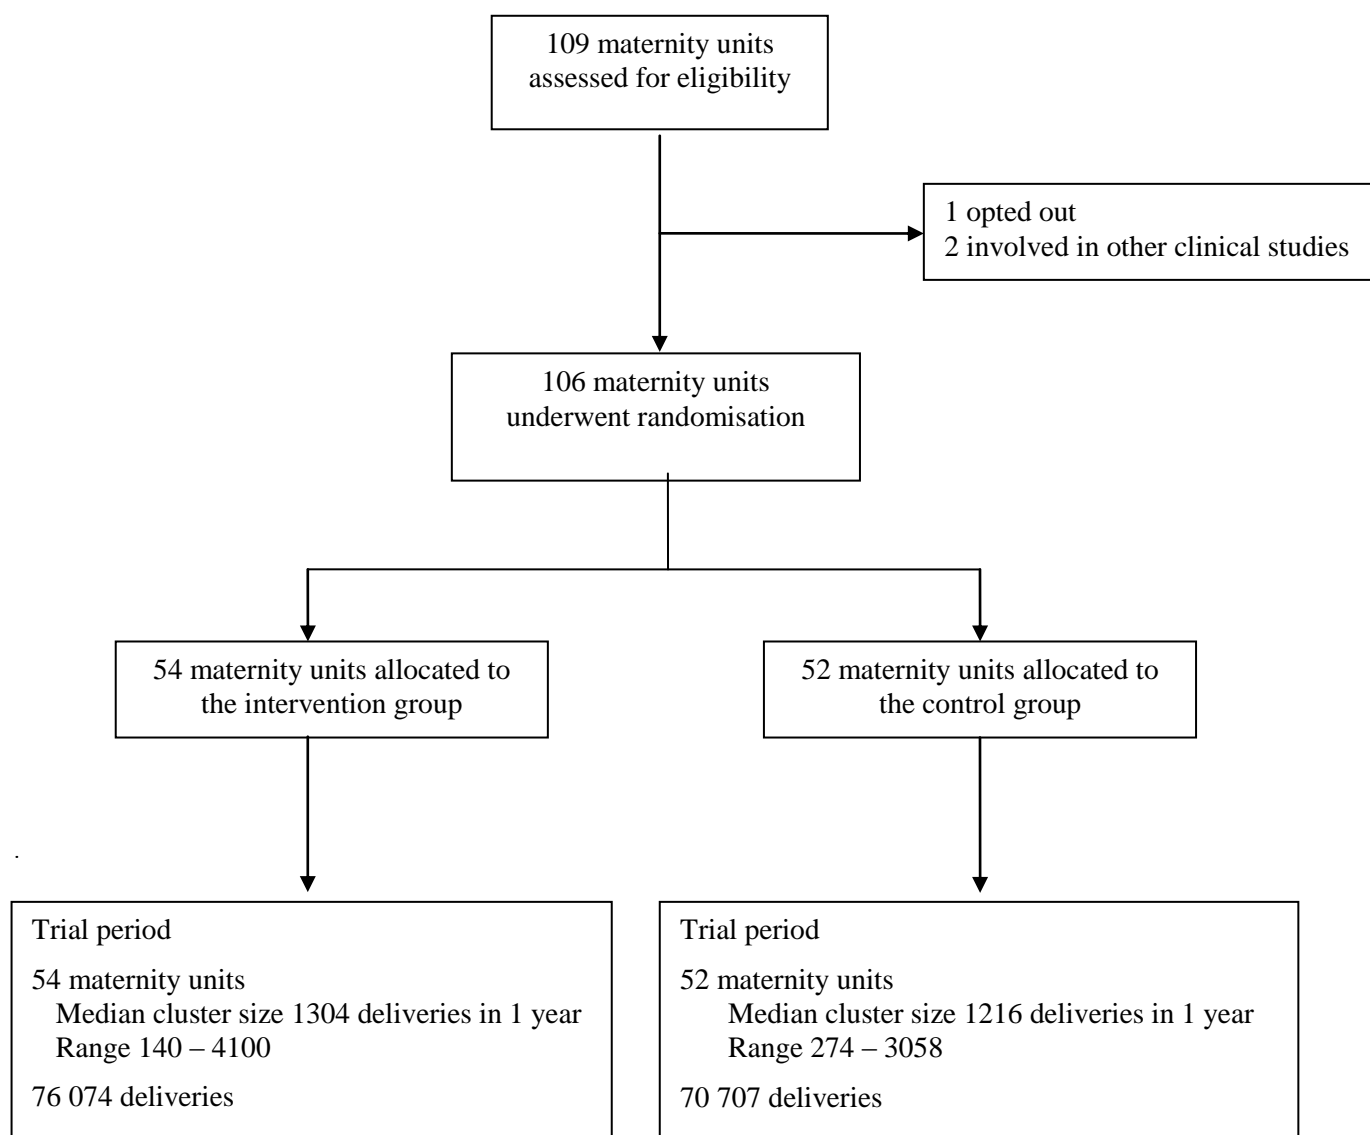 109 maternity units
assessed for eligibility
1 opted out
2 involved in other clinical studies
106 maternity units
underwent randomisation
54 maternity units allocated to
the intervention group
52 maternity units allocated to
the control group
.
Trial period
54 maternity units
Median cluster size 1304 deliveries in 1 year
Range 140 – 4100
76 074 deliveries
Trial period
52 maternity units
Median cluster size 1216 deliveries in 1 year
Range 274 – 3058
70 707 deliveries